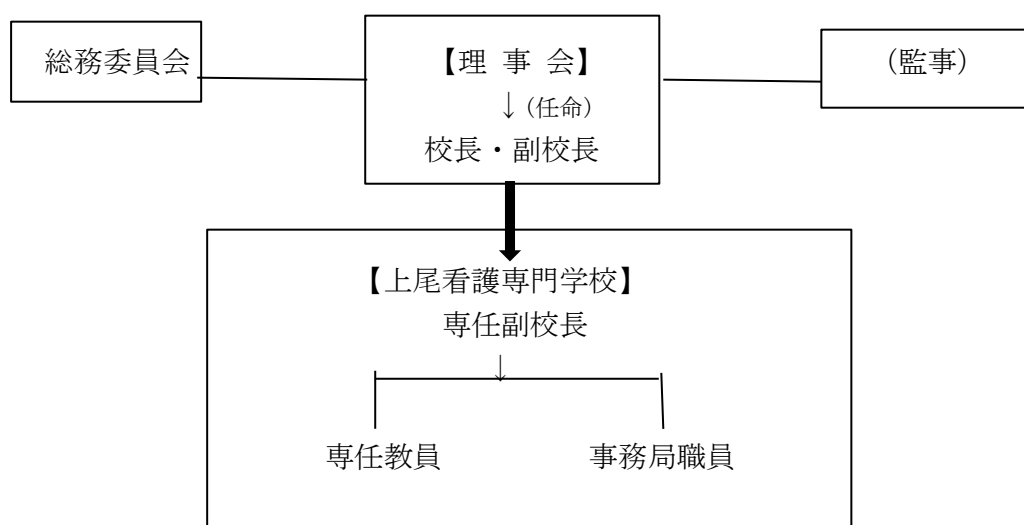 総務委員会
【理 事 会】
(監事)
↓(任命)
校長・副校長
【上尾看護専門学校】
専任副校長
↓
専任教員
事務局職員